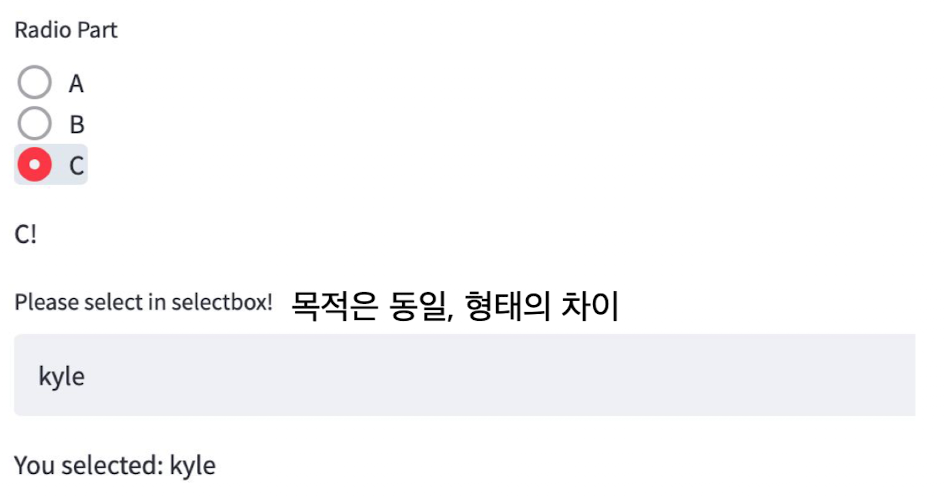 Radio Part
A
B
C
C!
Please select in selectbox! 목적은 동일, 형태의 차이
kyle
You selected: kyle